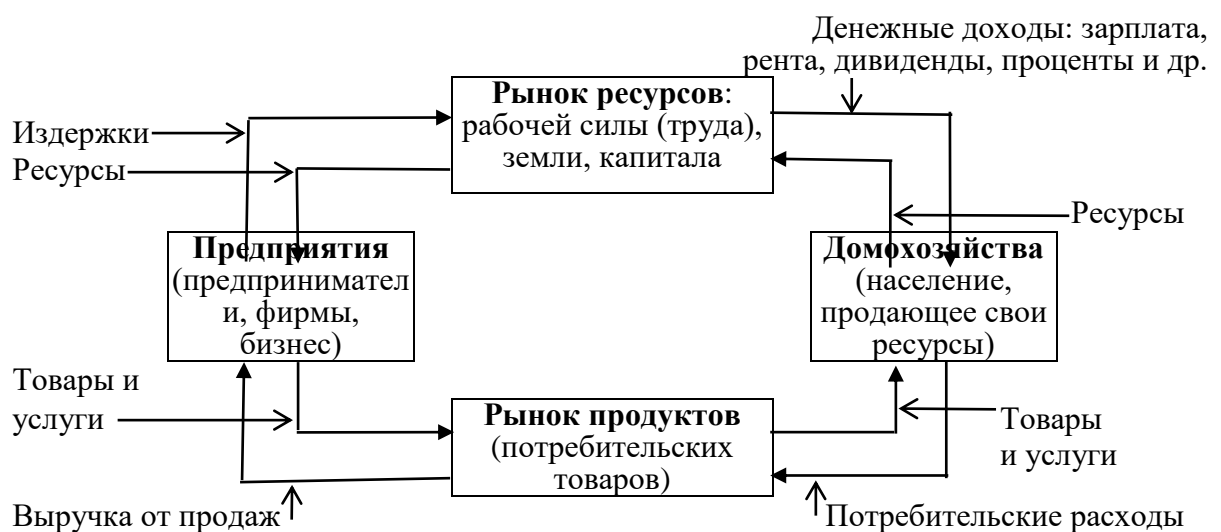 Денежные доходы: зарплата,
рента, дивиденды, проценты и др.
Рынок ресурсов:
рабочей силы (труда),
земли, капитала
Издержки
Ресурсы
Ресурсы
Предприятия
(предпринимател
и, фирмы,
бизнес)
Домохозяйства
(население,
продающее свои
ресурсы)
Товары и
услуги
Рынок продуктов
(потребительских
товаров)
Товары
и услуги
Выручка от продаж
Потребительские расходы